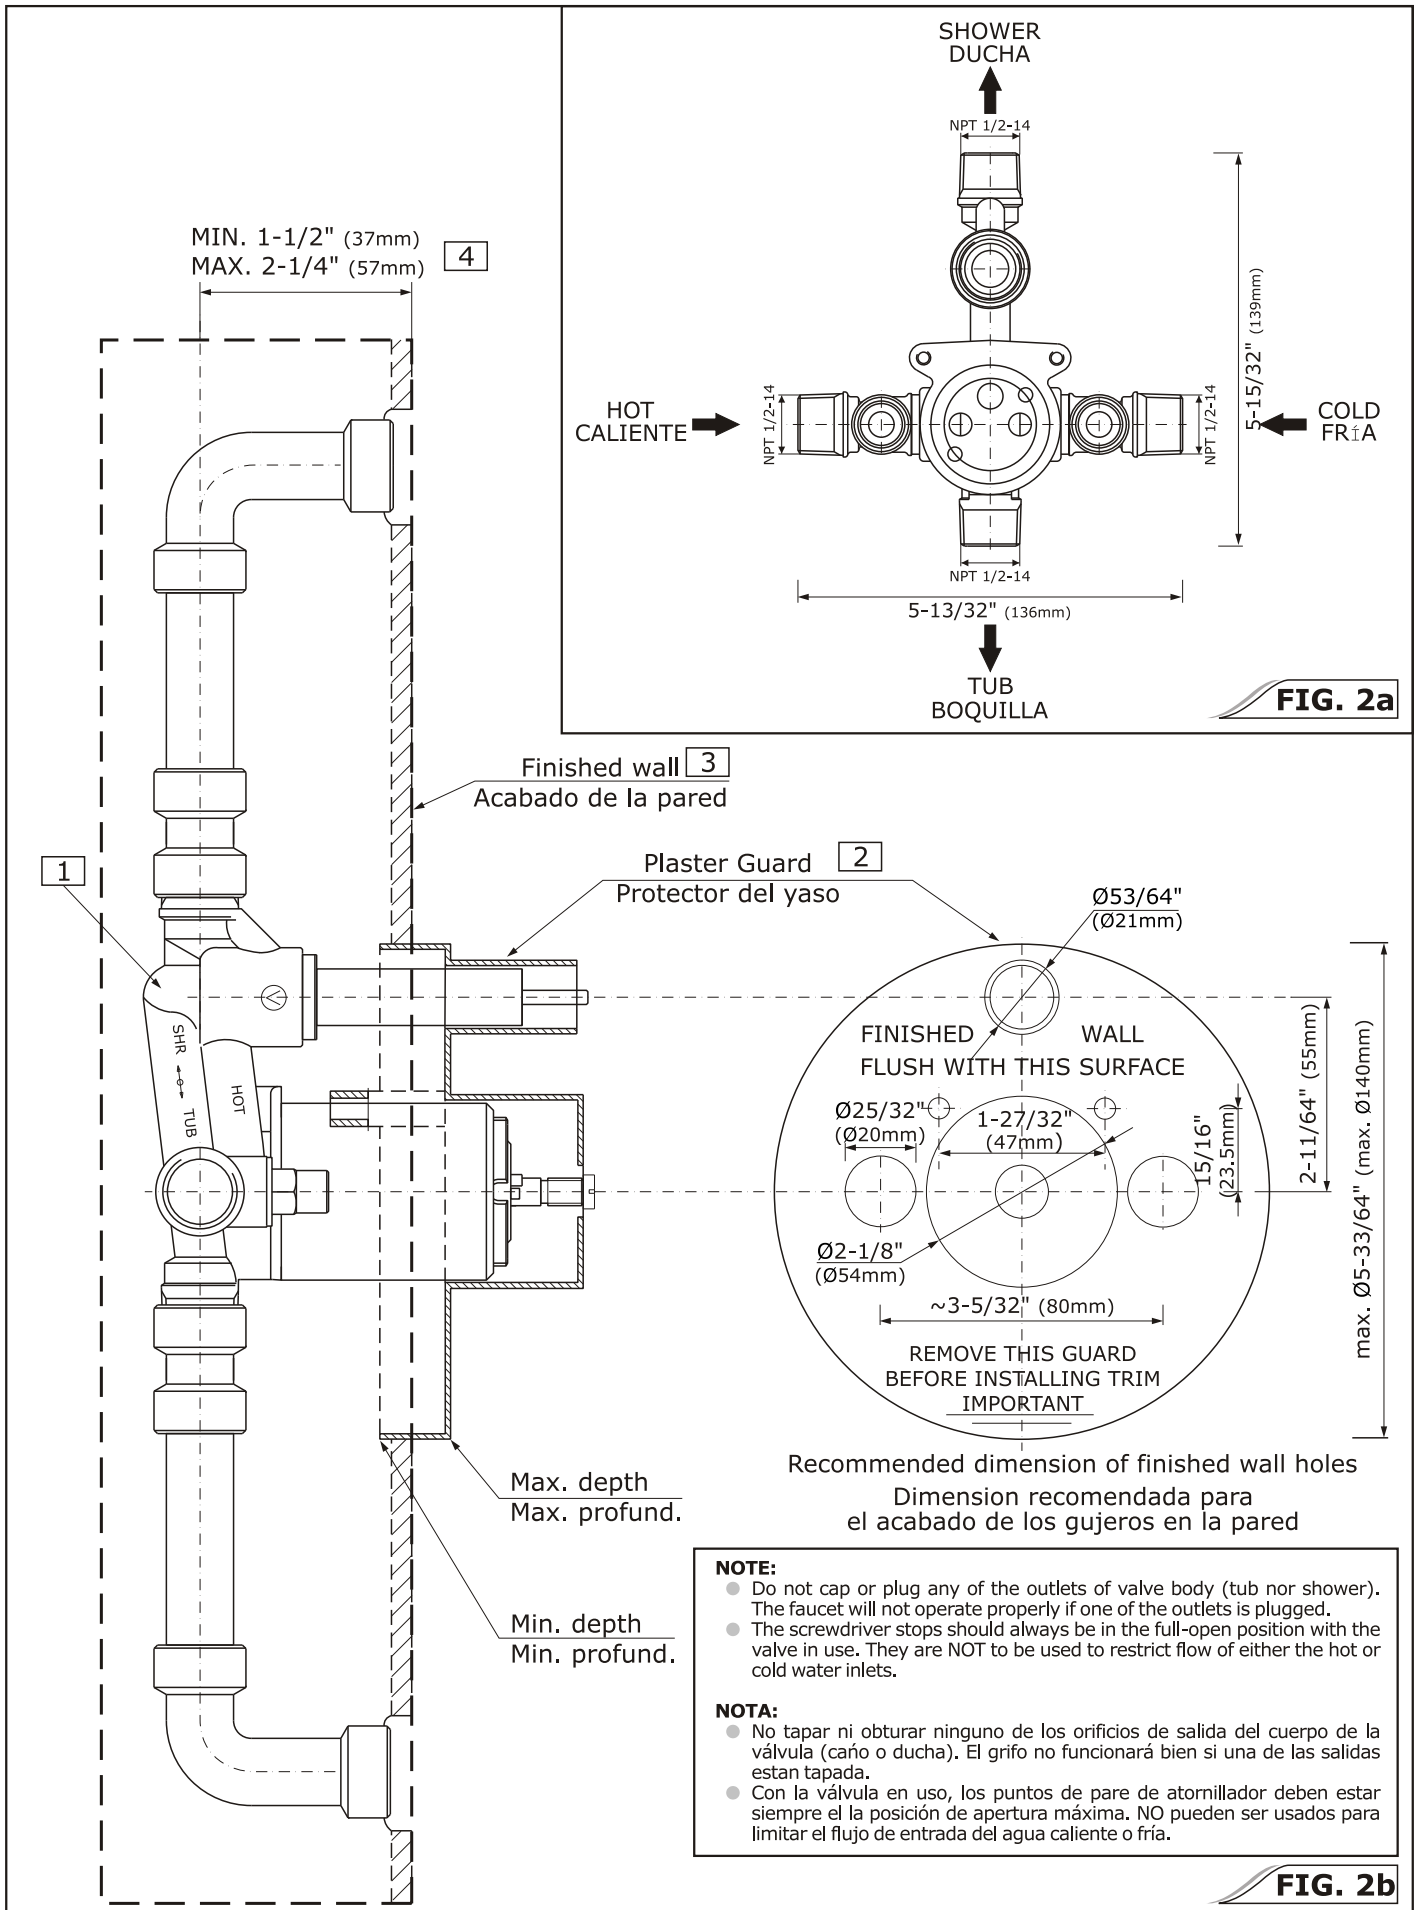 SHOWER
DUCHA
NPT 1/2-14
5-15/32" (139mm)
HOT
CALIENTE
NPT 1/2-14
NPT 1/2-14
COLD
FRÍA
NPT 1/2-14
5-13/32" (136mm)
TUB
BOQUILLA
FIG. 2a
MIN. 1-1/2" (37mm)
MAX. 2-1/4" (57mm)
4
Finished wall 3
Acabado de la pared
1
Plaster Guard 2
Protector del yaso
V
SHR
TUB
HOT
Ø53/64"
(Ø21mm)
FINISHED WALL
FLUSH WITH THIS SURFACE
Ø25/32"
(Ø20mm)
1-27/32"
(47mm)
15/16"
(23.5mm)
2-11/64" (55mm)
max. Ø5-33/64" (max. Ø140mm)
Ø2-1/8"
(Ø54mm)
~3-5/32" (80mm)
REMOVE THIS GUARD
BEFORE INSTALLING TRIM
IMPORTANT
Recommended dimension of finished wall holes
Dimension recomendada para
el acabado de los gujeros en la pared
Max. depth
Max. profund.
Min. depth
Min. profund.
NOTE:
Do not cap or plug any of the outlets of valve body (tub nor shower).
The faucet will not operate properly if one of the outlets is plugged.
The screwdriver stops should always be in the full-open position with the
valve in use. They are NOT to be used to restrict flow of either the hot or
cold water inlets.
NOTA:
No tapar ni obturar ninguno de los orificios de salida del cuerpo de la
válvula (caño o ducha). El grifo no funcionará bien si una de las salidas
estan tapada.
Con la válvula en uso, los puntos de pare de atornillador deben estar
siempre el la posición de apertura máxima. NO pueden ser usados para
limitar el flujo de entrada del agua caliente o fría.
FIG. 2b